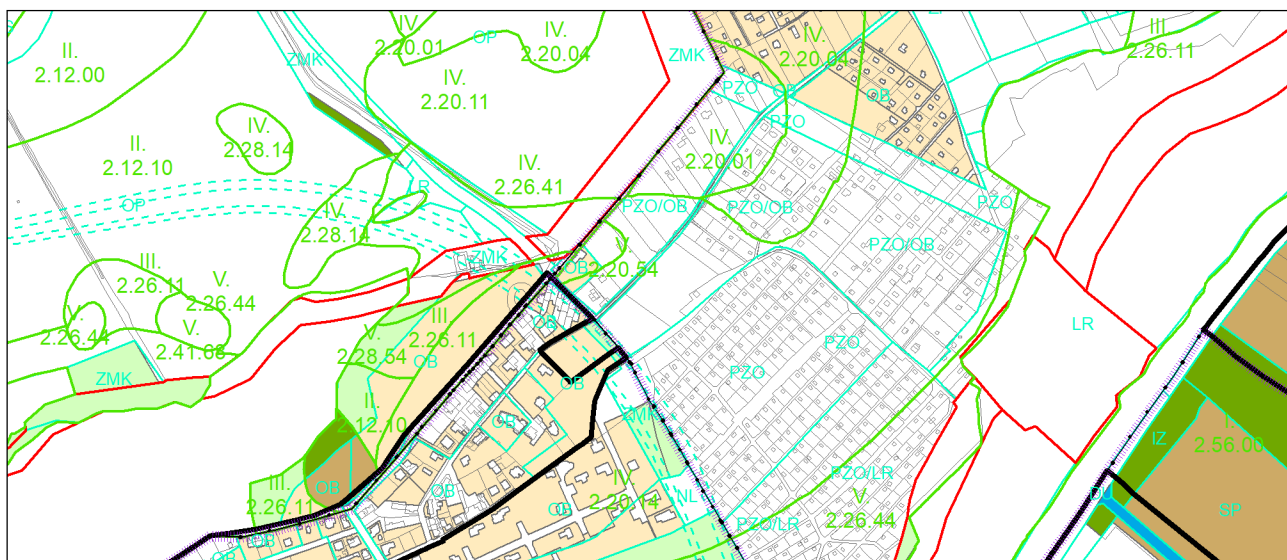 IV.
2.20.01
OP
IV.
2.20.04
II.
2.12.00
ZMK
IV.
2.20.11
ZMK
IV.
2.20.04
III
2.26.11
PZO
OB
OB
PZO
IV.
2.28.14
II.
2.12.10
IV.
2.26.41
IV.
2.20.01
LR
OP
IV.
2.28.14
PZO/OB
PZO/OB
PZO
PZO/OB
ZMK
OB
V.
2.20.54
III.
2.26.11
V.
2.26.44
V.
2.26.44
V.
2.41.68
III.
2.26.11
OB
OB
V.
2.28.54
LR
PZO
PZO
ZMK
OB
II.
2.12.10
OB
ZMK
IZ
I.
2.56.00
PZO/LR
V.
2.26.44
III.
2.26.11
OB
OB
OB
IV.
2.20.14
NL
PZO/LR
SP
OB